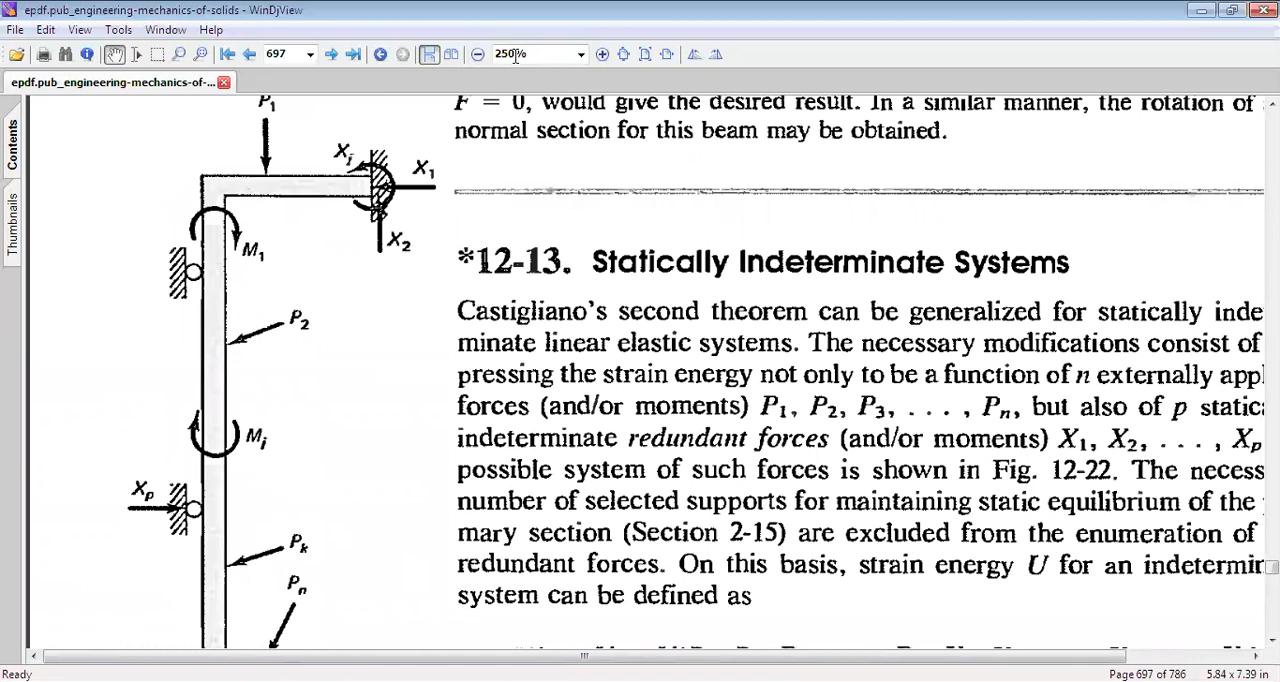 epdf.pub_engineering-mechanics-of-solids - WinDjView
File Edit View Tools Window Help
697 250%
epdf.pub_engineering-mechanics-of-...
Contents
Thumbnails
P1
Xi
X1
X2
M1
P2
Mj
Xp
Pk
Pn
F = 0, would give the desired result. In a similar manner, the rotation of
normal section for this beam may be obtained.
*12-13. Statically Indeterminate Systems
Castigliano's second theorem can be generalized for statically inde
minate linear elastic systems. The necessary modifications consist of
pressing the strain energy not only to be a function of n externally appl
forces (and/or moments) P1, P2, P3, . . . , Pn, but also of p static
indeterminate redundant forces (and/or moments) X1, X2, . . . , Xp
possible system of such forces is shown in Fig. 12-22. The necess
number of selected supports for maintaining static equilibrium of the
mary section (Section 2-15) are excluded from the enumeration of
redundant forces. On this basis, strain energy U for an indetermin
system can be defined as
Ready Page 697 of 786 5.84 x 7.39 in